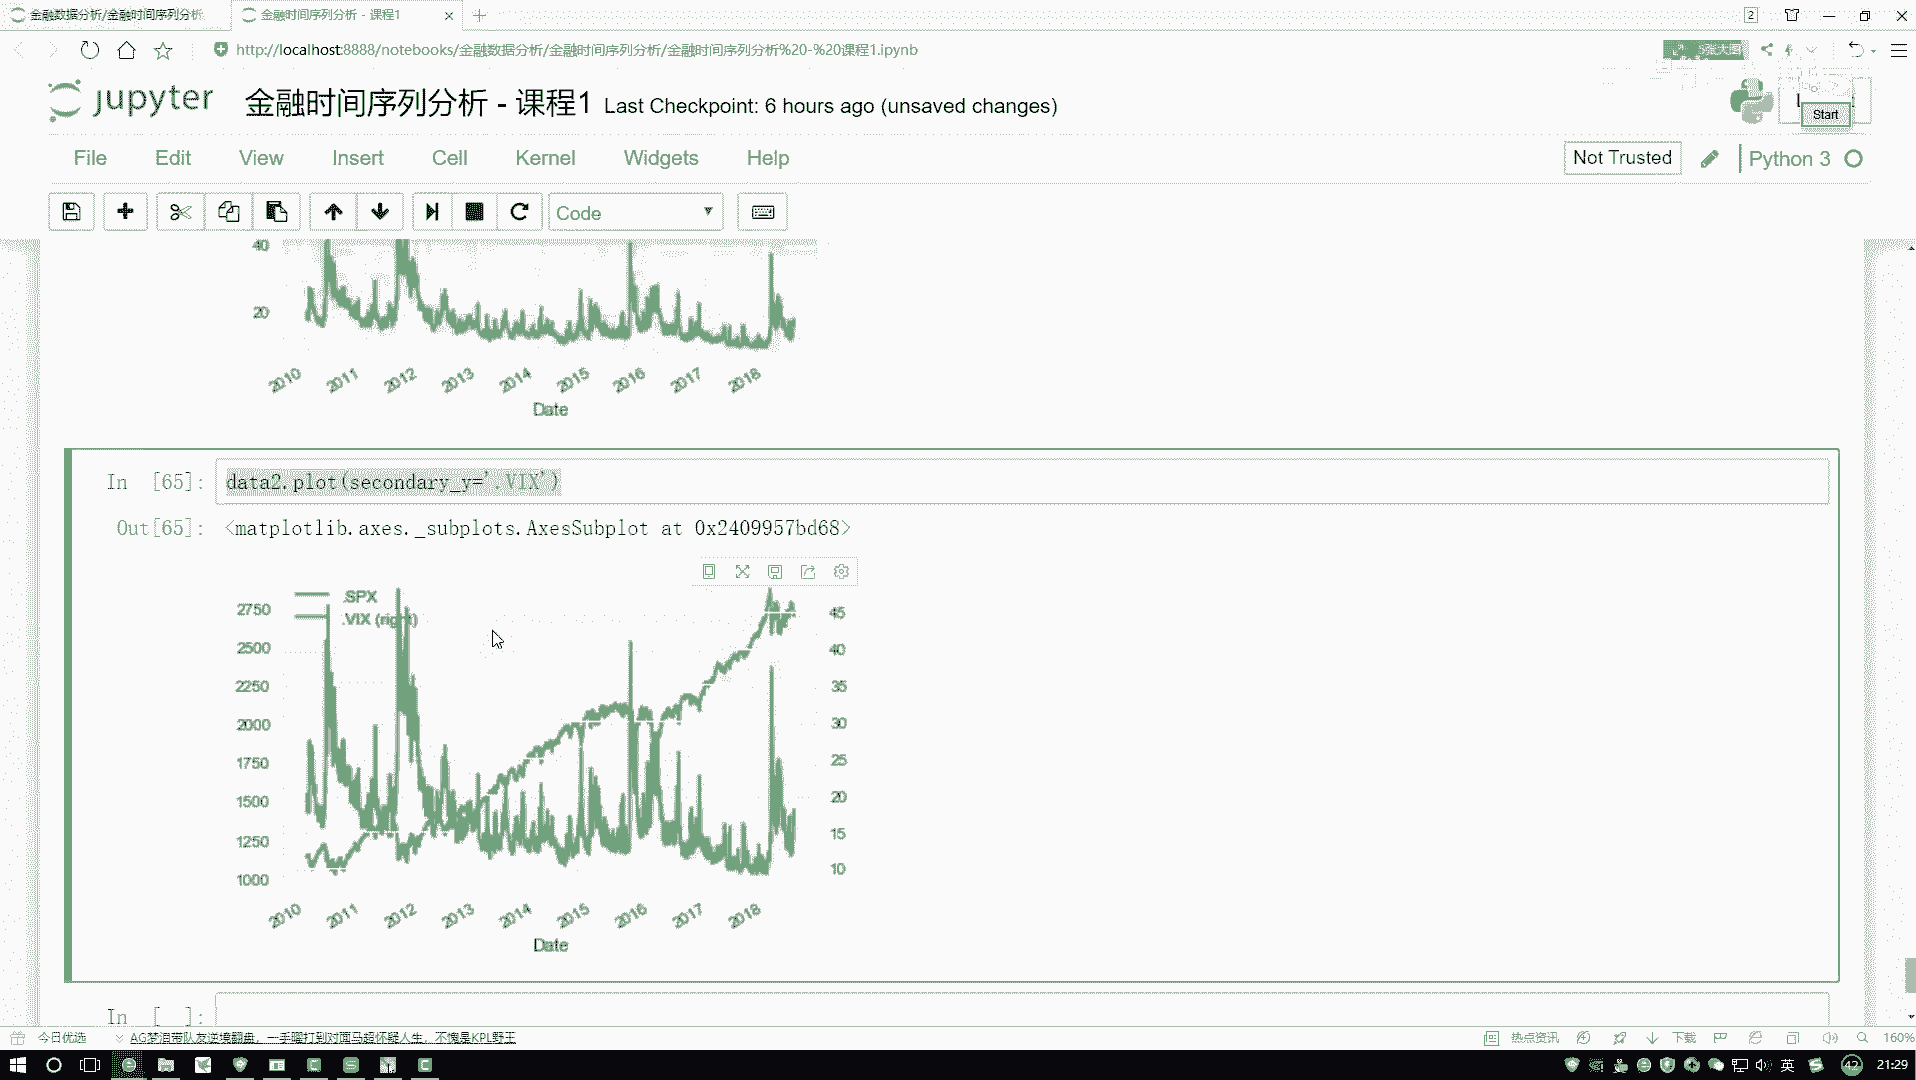 金融数据分析/金融时间序列分析
金融时间序列分析 - 课程1
2
http://localhost:8888/notebooks/金融数据分析/金融时间序列分析/金融时间序列分析%20-%20课程1.ipynb
张大图
jupyter
金融时间序列分析 - 课程1 Last Checkpoint: 6 hours ago (unsaved changes)
Start
File Edit View Insert Cell Kernel Widgets Help
Not Trusted
Python 3
Code
40
20
2010 2011 2012 2013 2014 2015 2016 2017 2018
Date
In [65]: data2.plot(secondary_y='.VIX')
Out[65]: <matplotlib.axes._subplots.AxesSubplot at 0x2409957bd68>
.SPX
.VIX (right)
2750 45
2500 40
2250 35
2000 30
1750 25
1500 20
1250 15
1000 10
2010 2011 2012 2013 2014 2015 2016 2017 2018
Date
In [ ]:
今日优选
AG梦泪带队友逆境翻盘，一手曜打到对面马超怀疑人生，不愧是KPL野王
热点资讯
下载
160%
英
42
21:29